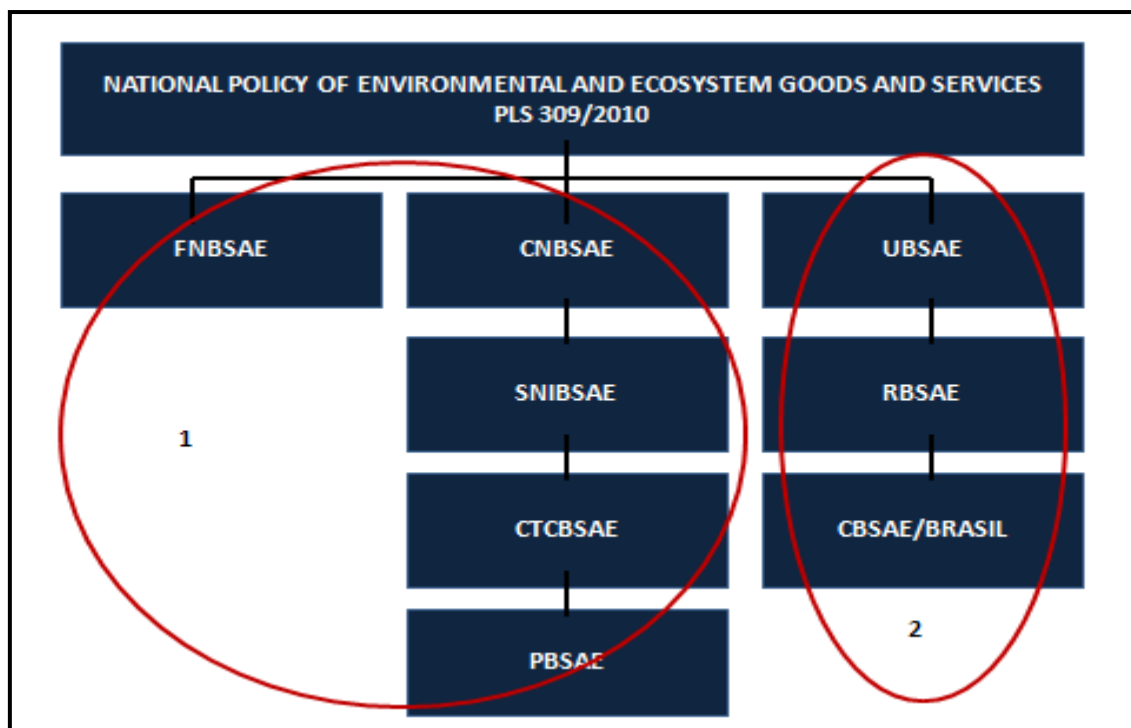 NATIONAL POLICY OF ENVIRONMENTAL AND ECOSYSTEM GOODS AND SERVICES
PLS 309/2010
FNBSAE
CNBSAE
UBSAE
SNIBSAE
RBSAE
1
CTCBSAE
CBSAE/BRASIL
2
PBSAE